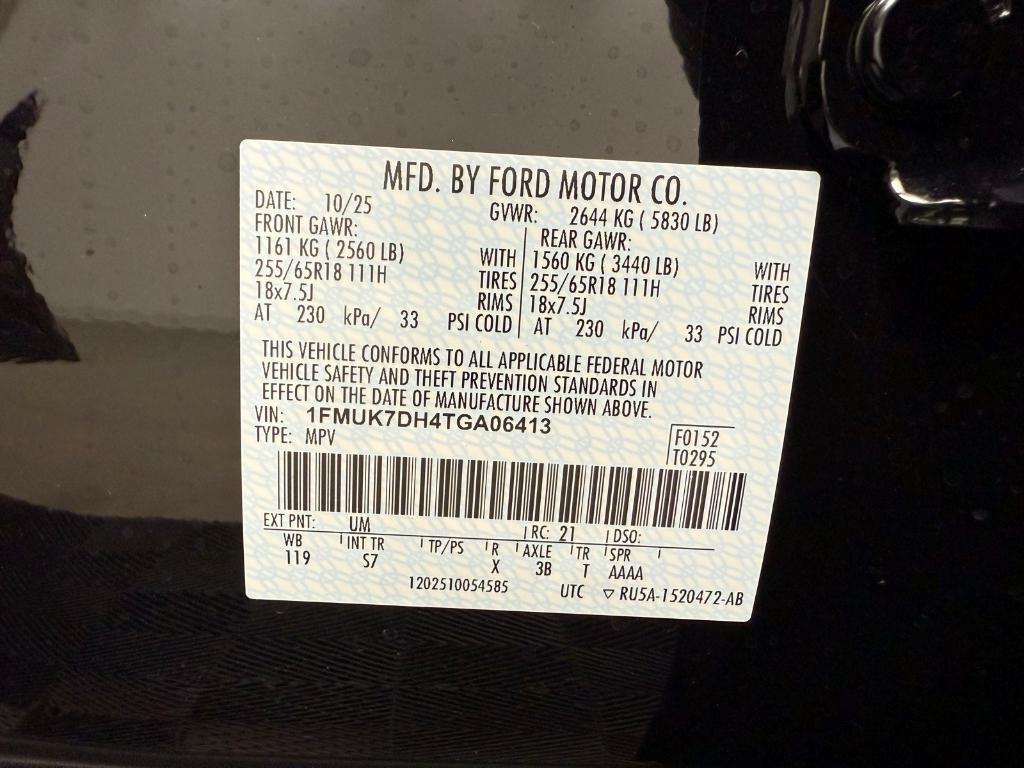 MFD. BY FORD MOTOR CO.
DATE: 10/25 GVWR: 2644 KG ( 5830 LB)
FRONT GAWR: REAR GAWR:
1161 KG ( 2560 LB) WITH 1560 KG ( 3440 LB) WITH
255/65R18 111H TIRES 255/65R18 111H TIRES
18x7.5J RIMS 18x7.5J RIMS
AT 230 kPa/ 33 PSI COLD AT 230 kPa/ 33 PSI COLD
THIS VEHICLE CONFORMS TO ALL APPLICABLE FEDERAL MOTOR
VEHICLE SAFETY AND THEFT PREVENTION STANDARDS IN
EFFECT ON THE DATE OF MANUFACTURE SHOWN ABOVE.
VIN: 1FMUK7DH4TGA06413
TYPE: MPV F0152
T0295
EXT PNT: UM RC: 21 DSO:
WB INT TR TP/PS R AXLE TR SPR
119 S7 X 3B T AAAA
1202510054585 UTC ▽ RU5A-1520472-AB